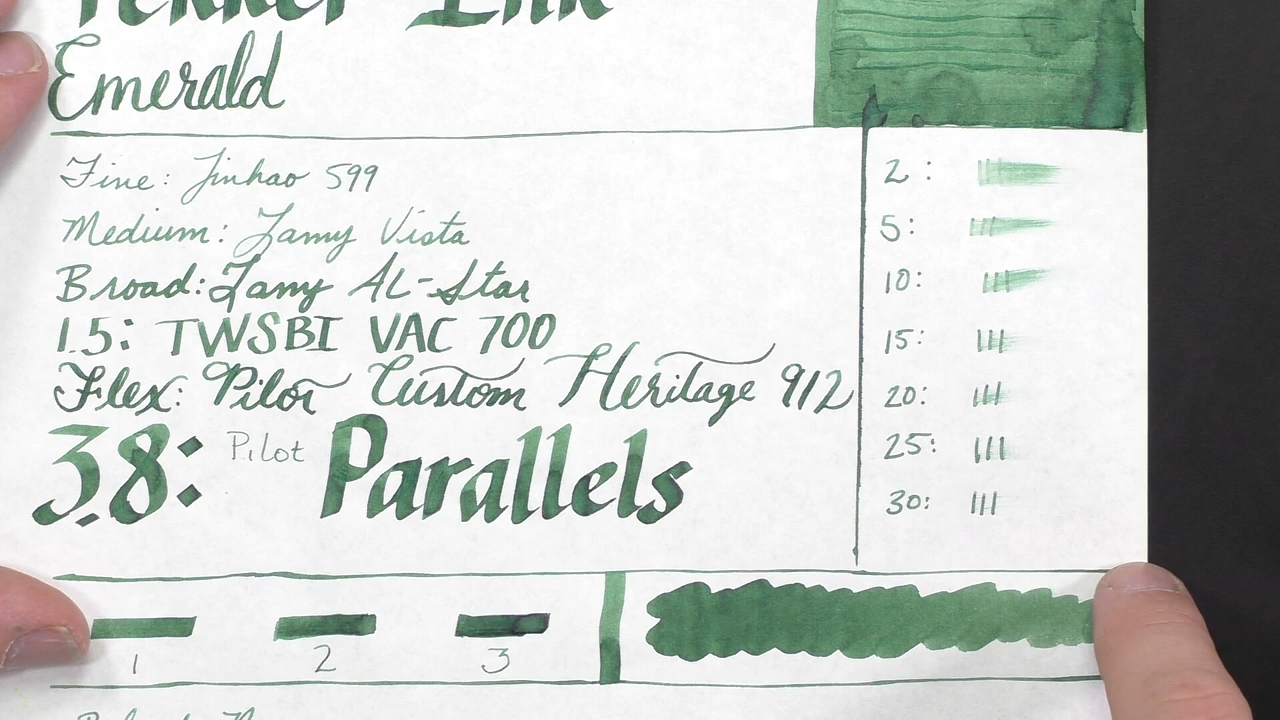 Ink
Emerald
Fine: Jinhao 599
Medium: Lamy Vista
Broad: Lamy AL-Star
1.5: TWSBI VAC 700
Flex: Pilot Custom Heritage 912
3.8: Pilot Parallels
2:
5:
10:
15:
20:
25:
30:
1 2 3